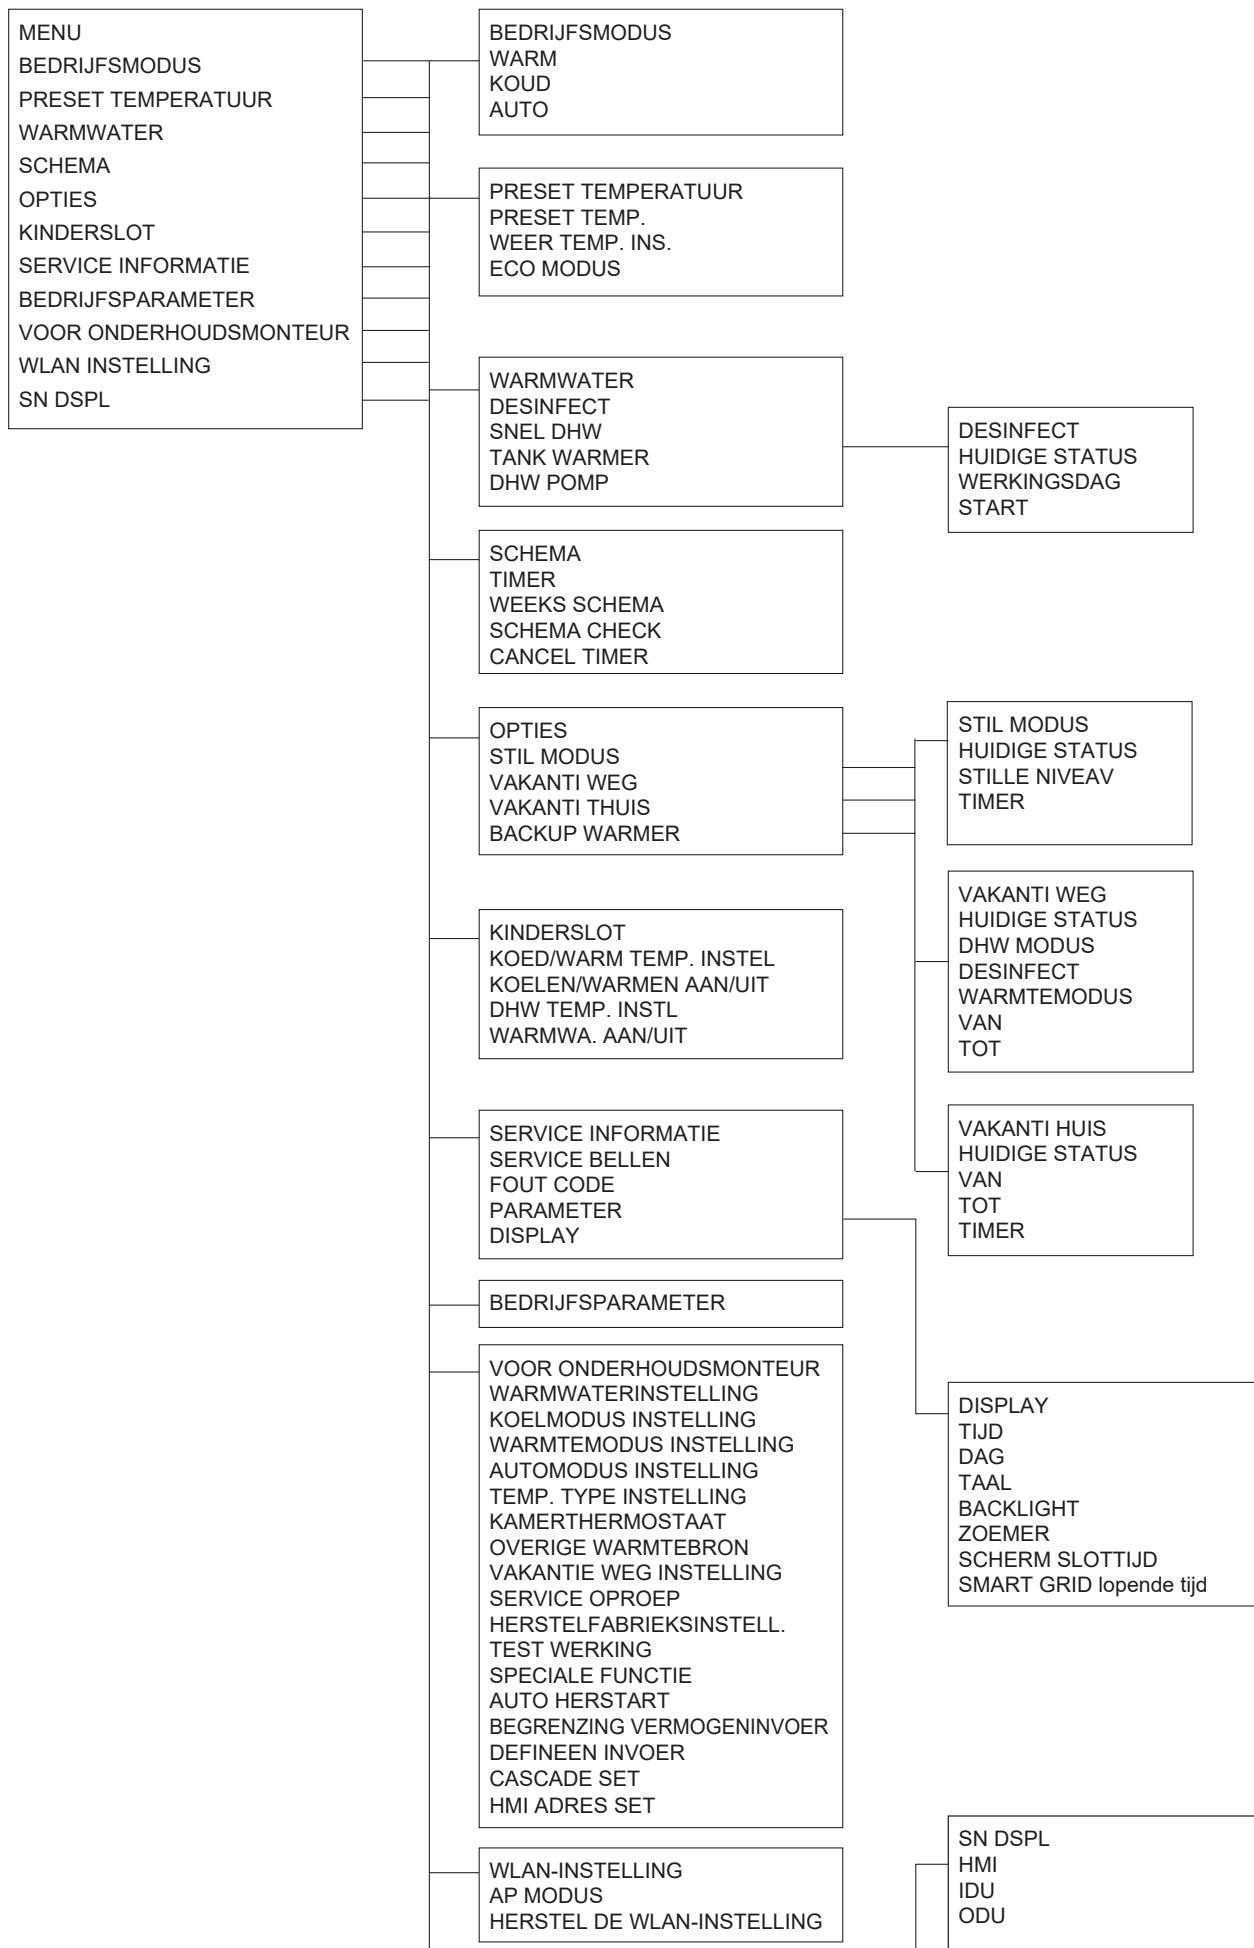 MENU
BEDRIJFSMODUS
PRESET TEMPERATUUR
WARMWATER
SCHEMA
OPTIES
KINDERSLOT
SERVICE INFORMATIE
BEDRIJFSPARAMETER
VOOR ONDERHOUDSMONTEUR
WLAN INSTELLING
SN DSPL
BEDRIJFSMODUS
WARM
KOUD
AUTO
PRESET TEMPERATUUR
PRESET TEMP.
WEER TEMP. INS.
ECO MODUS
WARMWATER
DESINFECT
SNEL DHW
TANK WARMER
DHW POMP
DESINFECT
HUIDIGE STATUS
WERKINGSDAG
START
SCHEMA
TIMER
WEEKS SCHEMA
SCHEMA CHECK
CANCEL TIMER
OPTIES
STIL MODUS
VAKANTI WEG
VAKANTI THUIS
BACKUP WARMER
STIL MODUS
HUIDIGE STATUS
STILLE NIVEAV
TIMER
VAKANTI WEG
HUIDIGE STATUS
DHW MODUS
DESINFECT
WARMTEMODUS
VAN
TOT
VAKANTI HUIS
HUIDIGE STATUS
VAN
TOT
TIMER
KINDERSLOT
KOED/WARM TEMP. INSTEL
KOELEN/WARMEN AAN/UIT
DHW TEMP. INSTL
WARMWA. AAN/UIT
SERVICE INFORMATIE
SERVICE BELLEN
FOUT CODE
PARAMETER
DISPLAY
BEDRIJFSPARAMETER
VOOR ONDERHOUDSMONTEUR
WARMWATERINSTELLING
KOELMODUS INSTELLING
WARMTEMODUS INSTELLING
AUTOMODUS INSTELLING
TEMP. TYPE INSTELLING
KAMERTHERMOSTAAT
OVERIGE WARMTEBRON
VAKANTIE WEG INSTELLING
SERVICE OPROEP
HERSTELFABRIEKSINSTELL.
TEST WERKING
SPECIALE FUNCTIE
AUTO HERSTART
BEGRENZING VERMOGENINVOER
DEFINEEN INVOER
CASCADE SET
HMI ADRES SET
DISPLAY
TIJD
DAG
TAAL
BACKLIGHT
ZOEMER
SCHERM SLOTTIJD
SMART GRID lopende tijd
WLAN-INSTELLING
AP MODUS
HERSTEL DE WLAN-INSTELLING
SN DSPL
HMI
IDU
ODU